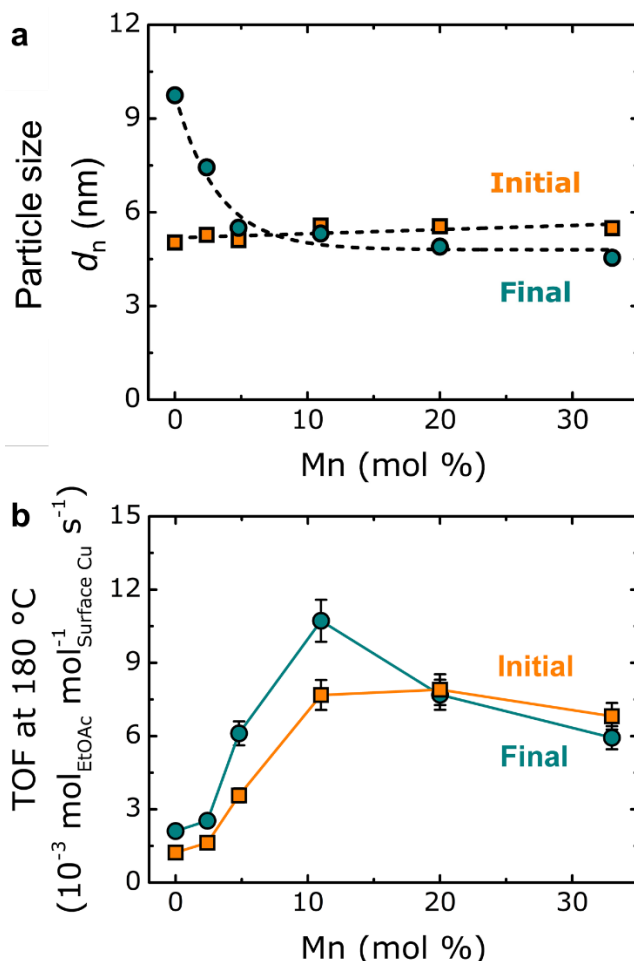 a
12
9
6
3
0
Particle size
dₙ (nm)
Initial
Final
0 10 20 30
Mn (mol %)
b
15
12
9
6
3
0
TOF at 180 °C
(10⁻³ mol_EtOAc mol⁻¹_Surface Cu s⁻¹)
Initial
Final
0 10 20 30
Mn (mol %)